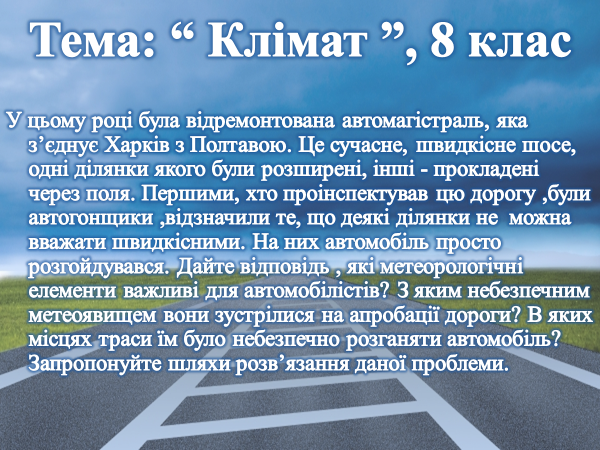 Тема: “ Клімат ”, 8 клас
У цьому році була відремонтована автомагістраль, яка
з’єднує Харків з Полтавою. Це сучасне, швидкісне шосе,
одні ділянки якого були розширені, інші - прокладені
через поля. Першими, хто проінспектував цю дорогу ,були
автогонщики ,відзначили те, що деякі ділянки не можна
вважати швидкісними. На них автомобіль просто
розгойдувався. Дайте відповідь , які метеорологічні
елементи важливі для автомобілістів? З яким небезпечним
метеоявищем вони зустрілися на апробації дороги? В яких
місцях траси їм було небезпечно розганяти автомобіль?
Запропонуйте шляхи розв’язання даної проблеми.